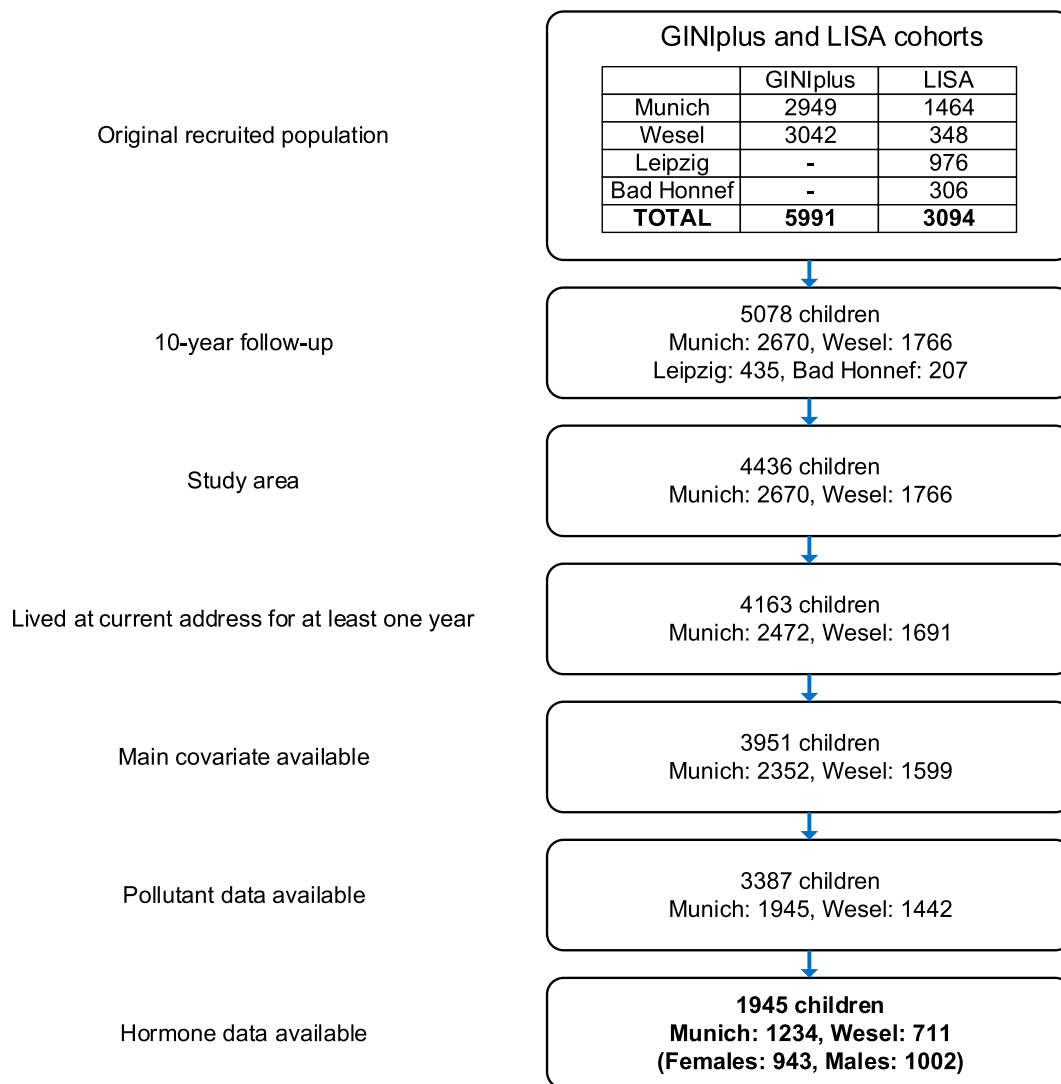 GINIplus and LISA cohorts
GINIplus LISA
Munich 2949 1464
Wesel 3042 348
Leipzig - 976
Bad Honnef - 306
TOTAL 5991 3094
Original recruited population
5078 children
10-year follow-up
Munich: 2670, Wesel: 1766
Leipzig: 435, Bad Honnef: 207
4436 children
Study area
Munich: 2670, Wesel: 1766
4163 children
Lived at current address for at least one year
Munich: 2472, Wesel: 1691
3951 children
Main covariate available
Munich: 2352, Wesel: 1599
3387 children
Pollutant data available
Munich: 1945, Wesel: 1442
1945 children
Hormone data available
Munich: 1234, Wesel: 711
(Females: 943, Males: 1002)